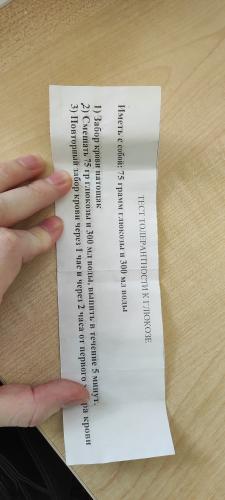 ТЕСТ ТОЛЕРАНТНОСТИ К ГЛЮКОЗЕ
Иметь с собой: 75 грамм глюкозы и 300 мл воды
1) Забор крови натощак
2) Смешать 75 гр глюкозы и 300 мл воды, выпить в течение 5 минут.
3) Повторный забор крови через 1 час и через 2 часа от первого крови